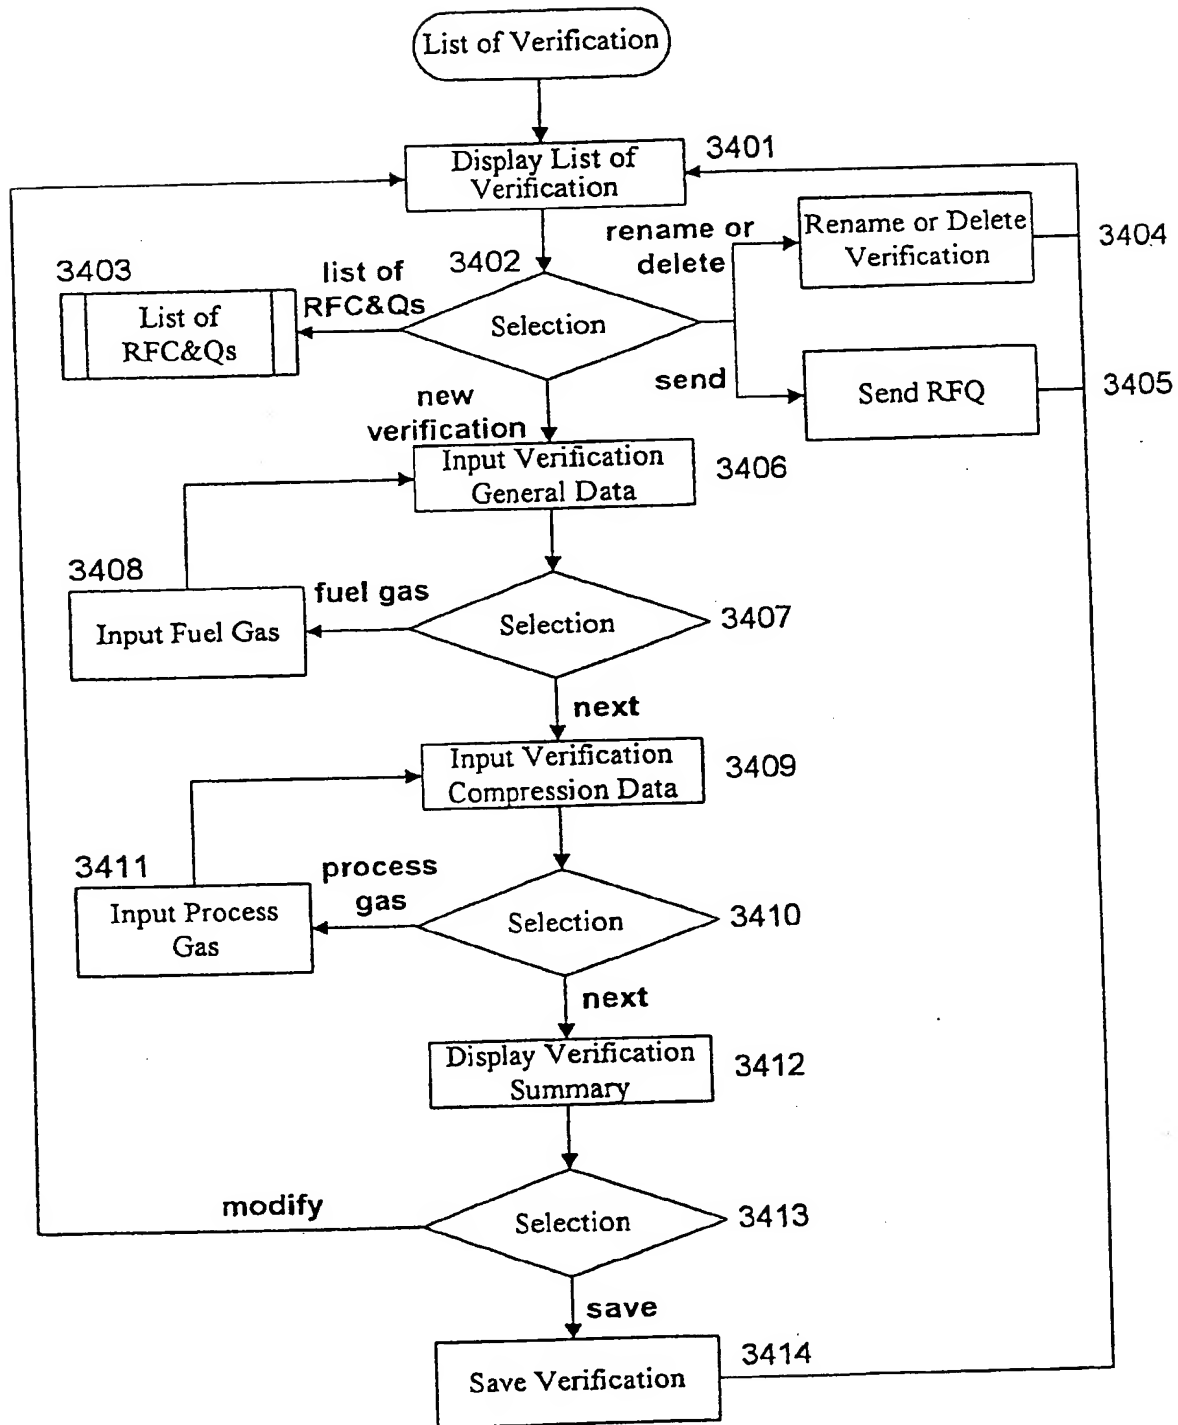 List of Verification
Display List of
Verification
3401
rename or
delete
Rename or Delete
Verification
3404
3403
list of
RFC&Qs
3402
List of
RFC&Qs
Selection
send
Send RFQ
3405
new
verification
Input Verification
General Data
3406
3408
fuel gas
Input Fuel Gas
Selection
3407
next
Input Verification
Compression Data
3409
3411
process
gas
Input Process
Gas
Selection
3410
next
Display Verification
Summary
3412
modify
Selection
3413
save
Save Verification
3414